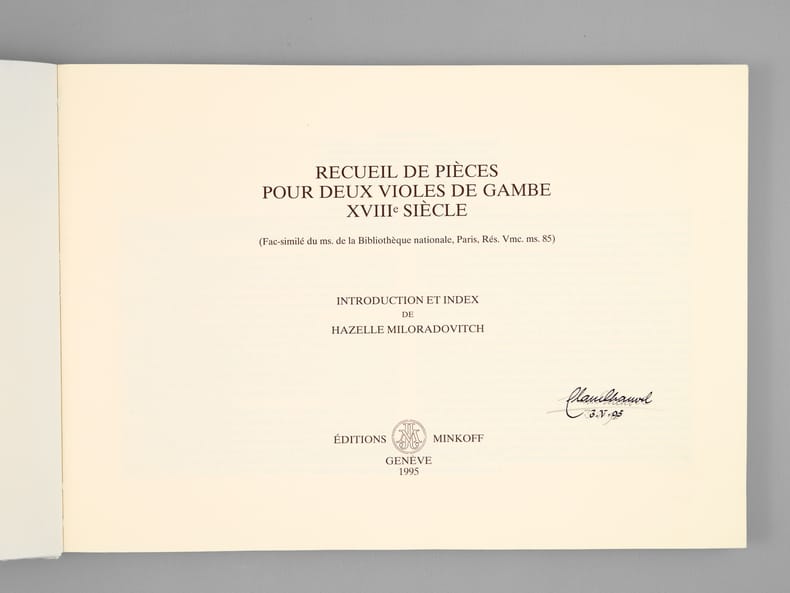 RECUEIL DE PIÈCES
POUR DEUX VIOLES DE GAMBE
XVIIIe SIÈCLE
(Fac-similé du ms. de la Bibliothèque nationale, Paris, Rés. Vmc. ms. 85)
INTRODUCTION ET INDEX
DE
HAZELLE MILORADOVITCH
ÉDITIONS MINKOFF
GENÈVE
1995